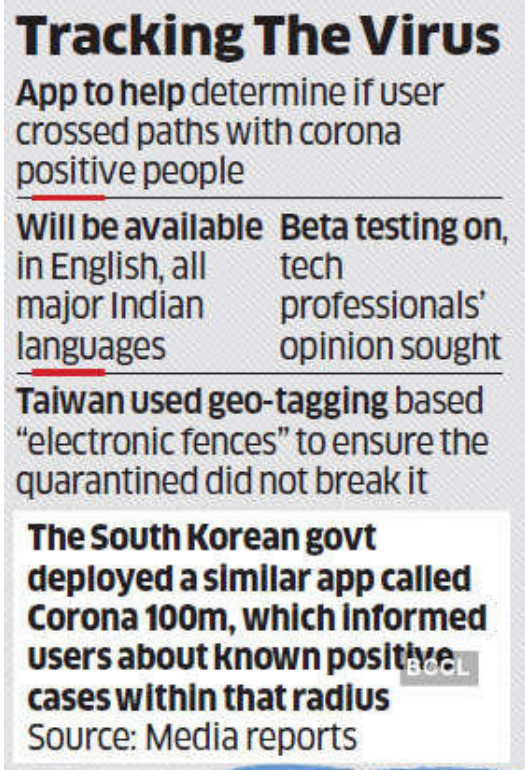 Tracking The Virus
App to help determine if user
crossed paths with corona
positive people
Will be available
in English, all
major Indian
languages
Beta testing on,
tech
professionals'
opinion sought
Taiwan used geo-tagging based
"electronic fences" to ensure the
quarantined did not break it
The South Korean govt
deployed a similar app called
Corona 100m, which informed
users about known positive
cases within that radius
Source: Media reports
BCCL